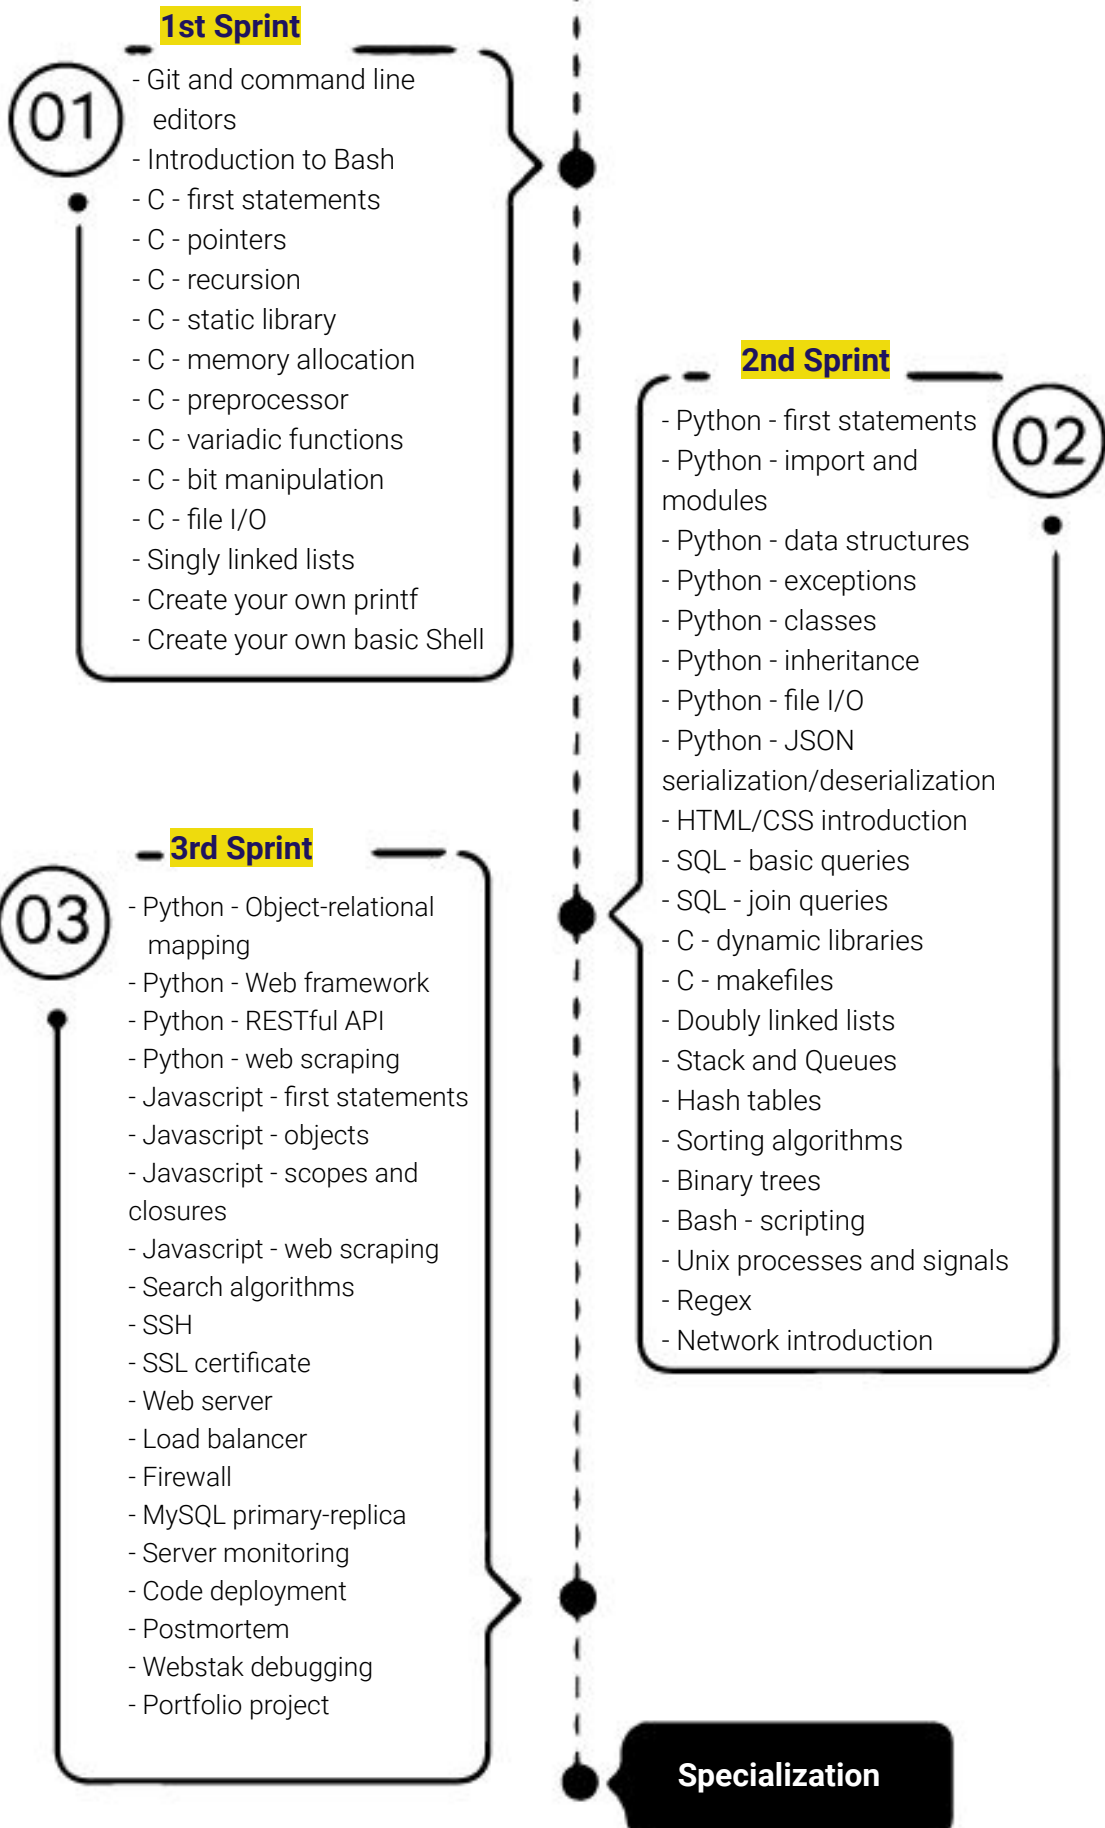 1st Sprint
01
- Git and command line
editors
- Introduction to Bash
- C - first statements
- C - pointers
- C - recursion
- C - static library
- C - memory allocation
- C - preprocessor
- C - variadic functions
- C - bit manipulation
- C - file I/O
- Singly linked lists
- Create your own printf
- Create your own basic Shell
2nd Sprint
02
- Python - first statements
- Python - import and
modules
- Python - data structures
- Python - exceptions
- Python - classes
- Python - inheritance
- Python - file I/O
- Python - JSON
serialization/deserialization
- HTML/CSS introduction
- SQL - basic queries
- SQL - join queries
- C - dynamic libraries
- C - makefiles
- Doubly linked lists
- Stack and Queues
- Hash tables
- Sorting algorithms
- Binary trees
- Bash - scripting
- Unix processes and signals
- Regex
- Network introduction
3rd Sprint
03
- Python - Object-relational
mapping
- Python - Web framework
- Python - RESTful API
- Python - web scraping
- Javascript - first statements
- Javascript - objects
- Javascript - scopes and
closures
- Javascript - web scraping
- Search algorithms
- SSH
- SSL certificate
- Web server
- Load balancer
- Firewall
- MySQL primary-replica
- Server monitoring
- Code deployment
- Postmortem
- Webstak debugging
- Portfolio project
Specialization